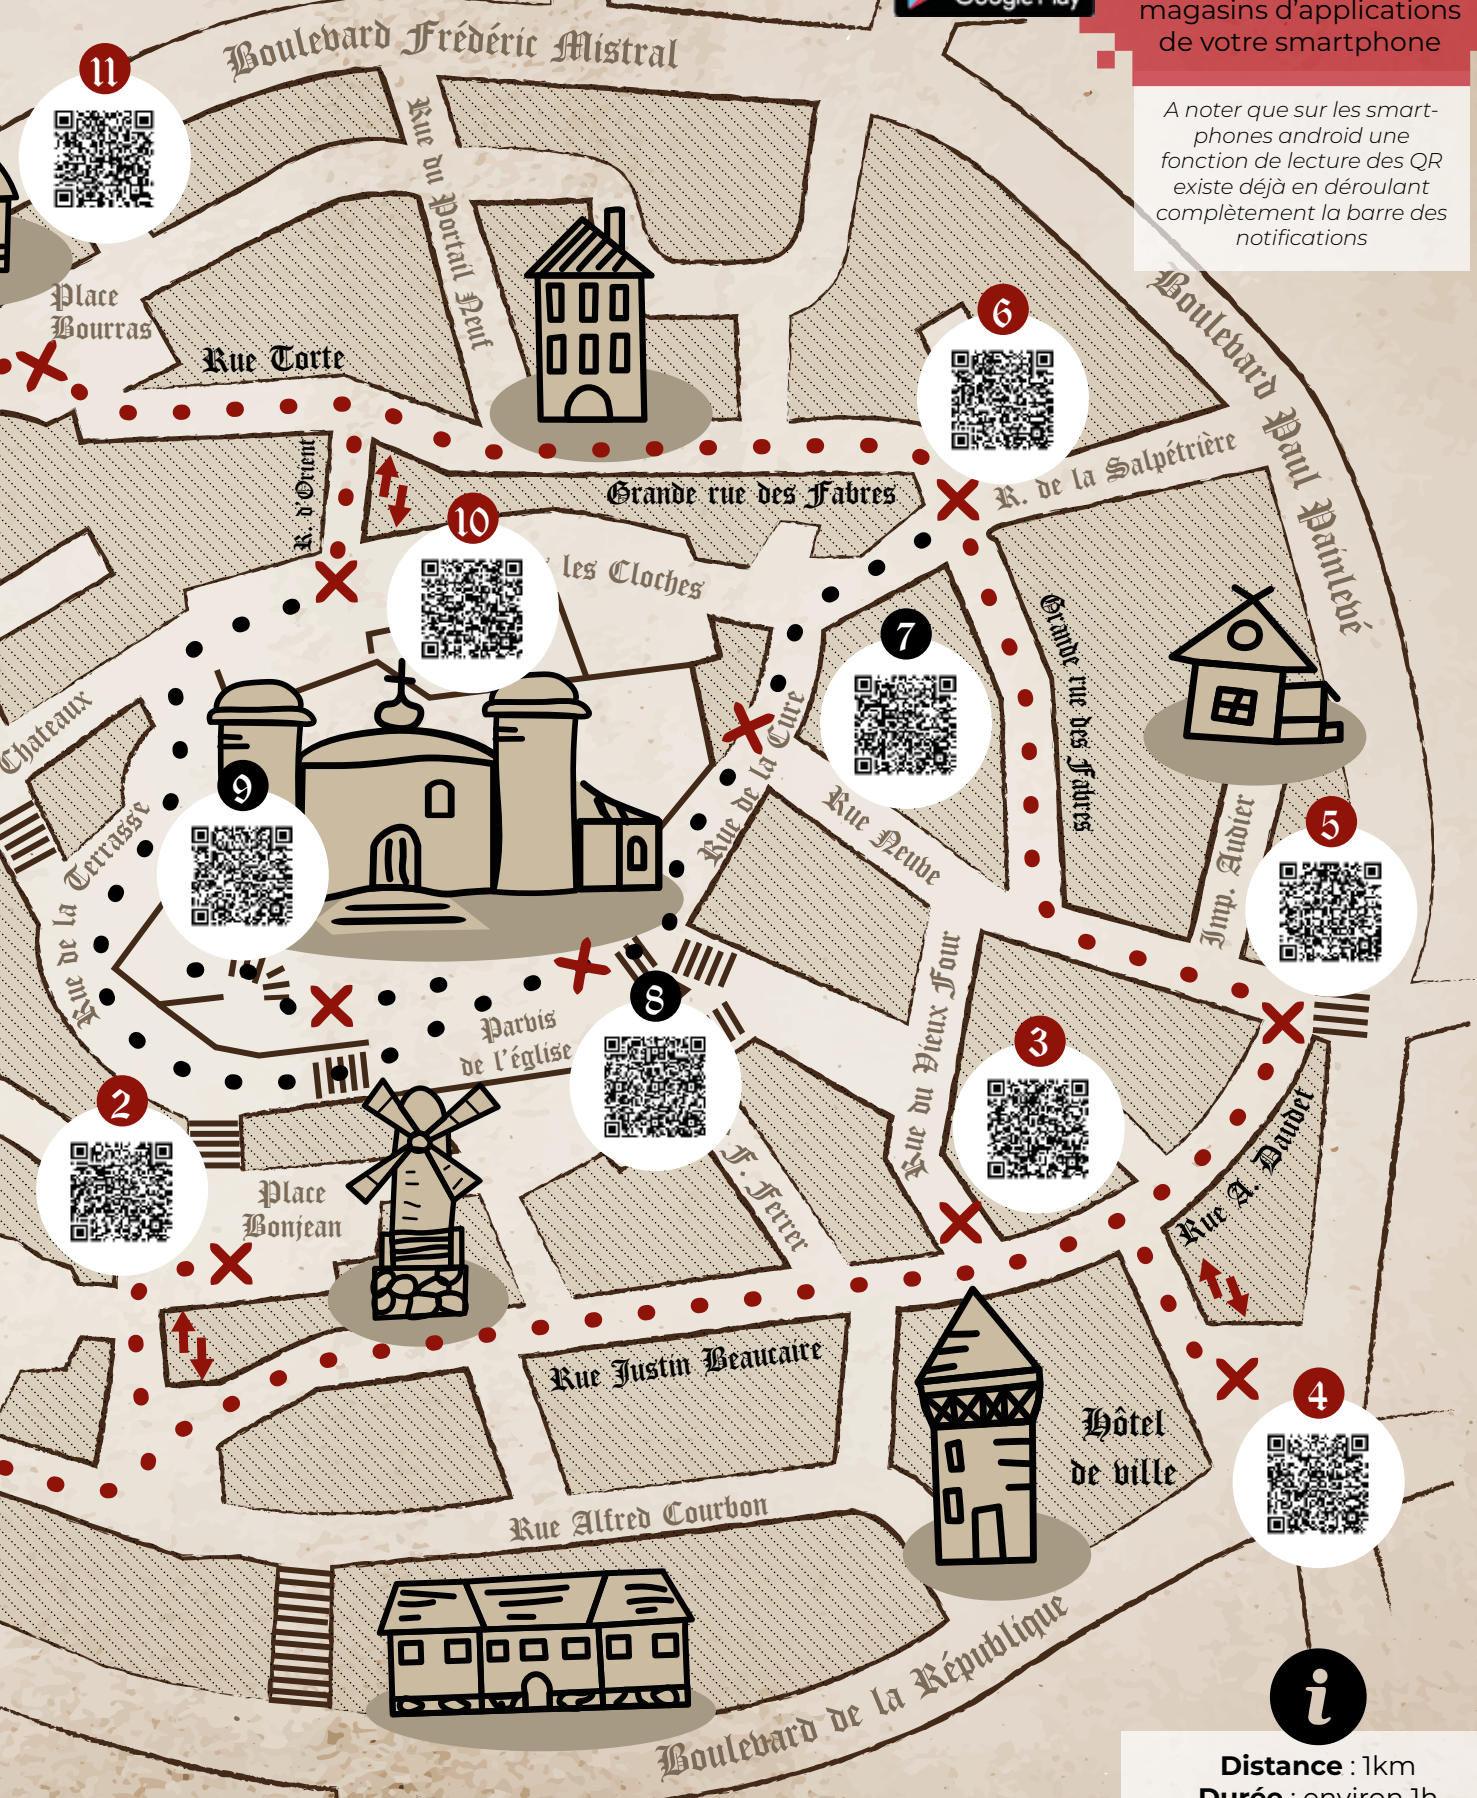 Google Play
magasins d'applications
de votre smartphone
A noter que sur les smart-
phones android une
fonction de lecture des QR
existe déjà en déroulant
complètement la barre des
notifications
Boulevard Frédéric Mistral
11
Rue du Portail Neuf
Place
Bourras
Rue Torte
6
Boulevard Paul Painlevé
R. de la Salpétrière
R. d'Orient
Grande rue des Fabres
10
les Cloches
7
Grande rue des Fabres
Chateaux
Rue de la Cure
9
Rue Neuve
Imp. Audier
5
Rue de la Terrasse
Rue du Vieux Four
8
Parvis
de l'église
3
2
Rue A. Daudet
F. Ferrer
Place
Bonjean
Rue Justin Beaucaire
4
Hôtel
de ville
Rue Alfred Courbon
Boulevard de la République
i
Distance : 1km
Durée : environ 1h